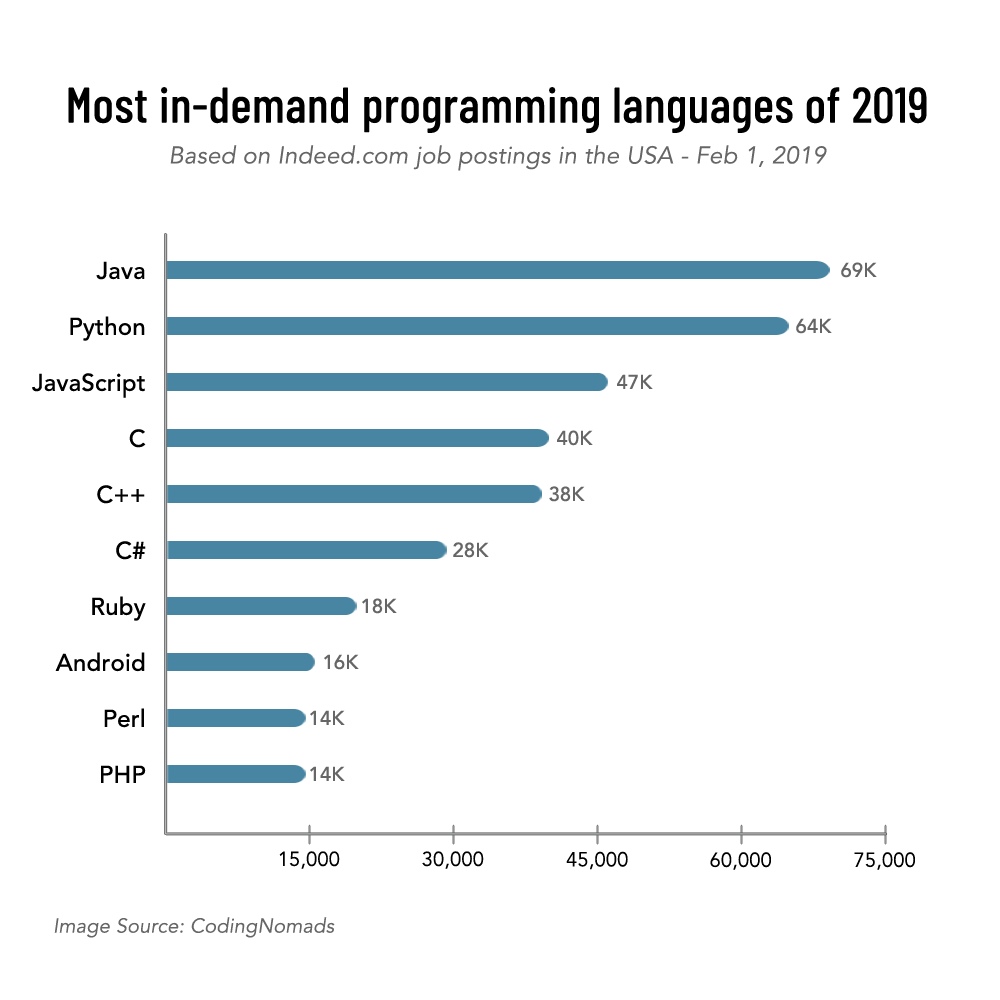 Most in-demand programming languages of 2019
Based on Indeed.com job postings in the USA - Feb 1, 2019
Java 69K
Python 64K
JavaScript 47K
C 40K
C++ 38K
C# 28K
Ruby 18K
Android 16K
Perl 14K
PHP 14K
15,000 30,000 45,000 60,000 75,000
Image Source: CodingNomads